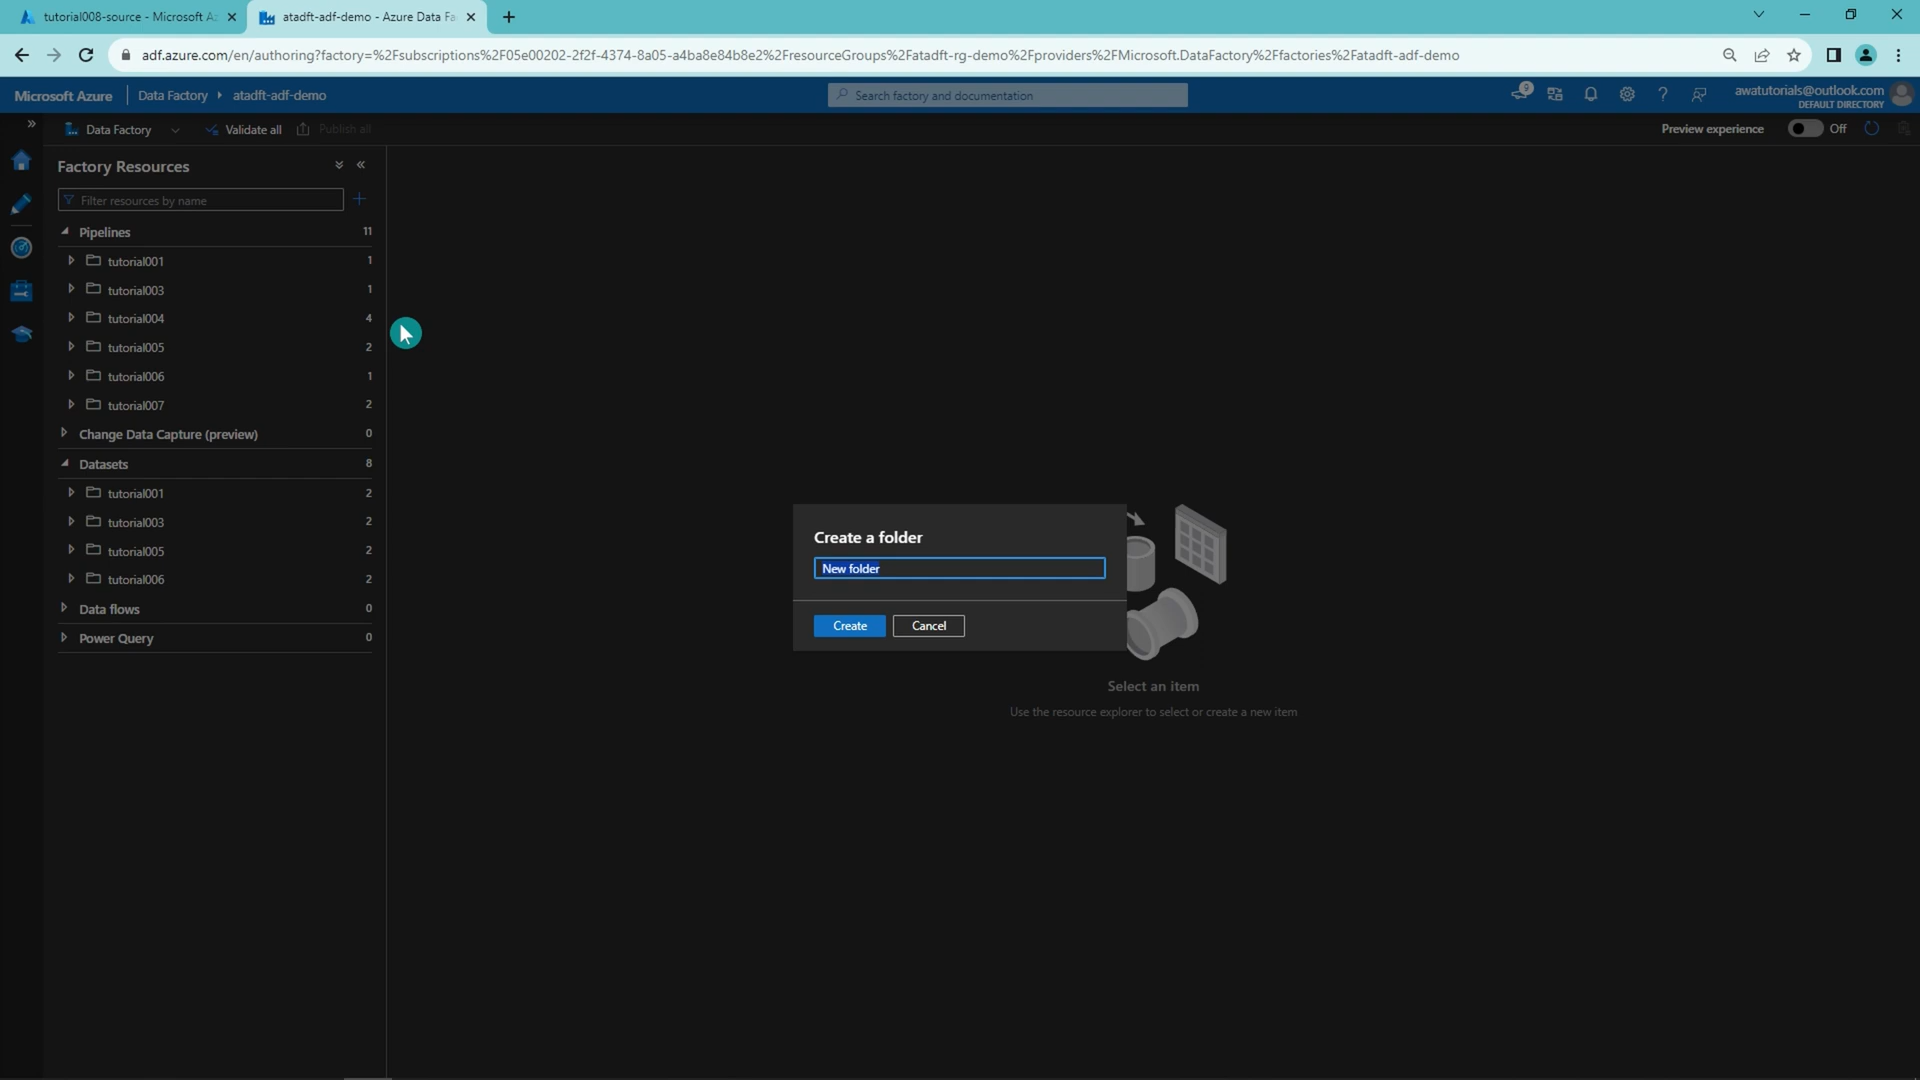 tutorial008-source - Microsoft Az
atadft-adf-demo - Azure Data Fa
adf.azure.com/en/authoring?factory=%2Fsubscriptions%2F05e00202-2f2f-4374-8a05-a4ba8e84b8e2%2FresourceGroups%2Fatadft-rg-demo%2Fproviders%2FMicrosoft.DataFactory%2Ffactories%2Fatadft-adf-demo
Microsoft Azure
Data Factory
atadft-adf-demo
Search factory and documentation
9
awatutorials@outlook.com
DEFAULT DIRECTORY
Data Factory
Validate all
Publish all
Preview experience
Off
Factory Resources
Filter resources by name
Pipelines 11
tutorial001 1
tutorial003 1
tutorial004 4
tutorial005 2
tutorial006 1
tutorial007 2
Change Data Capture (preview) 0
Datasets 8
tutorial001 2
tutorial003 2
tutorial005 2
tutorial006 2
Data flows 0
Power Query 0
Create a folder
New folder
Create
Cancel
Select an item
Use the resource explorer to select or create a new item